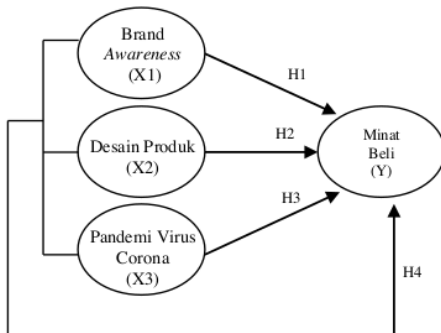 Brand
Awareness
(X1)
H1
Desain Produk
(X2)
H2
Minat
Beli
(Y)
H3
Pandemi Virus
Corona
(X3)
H4